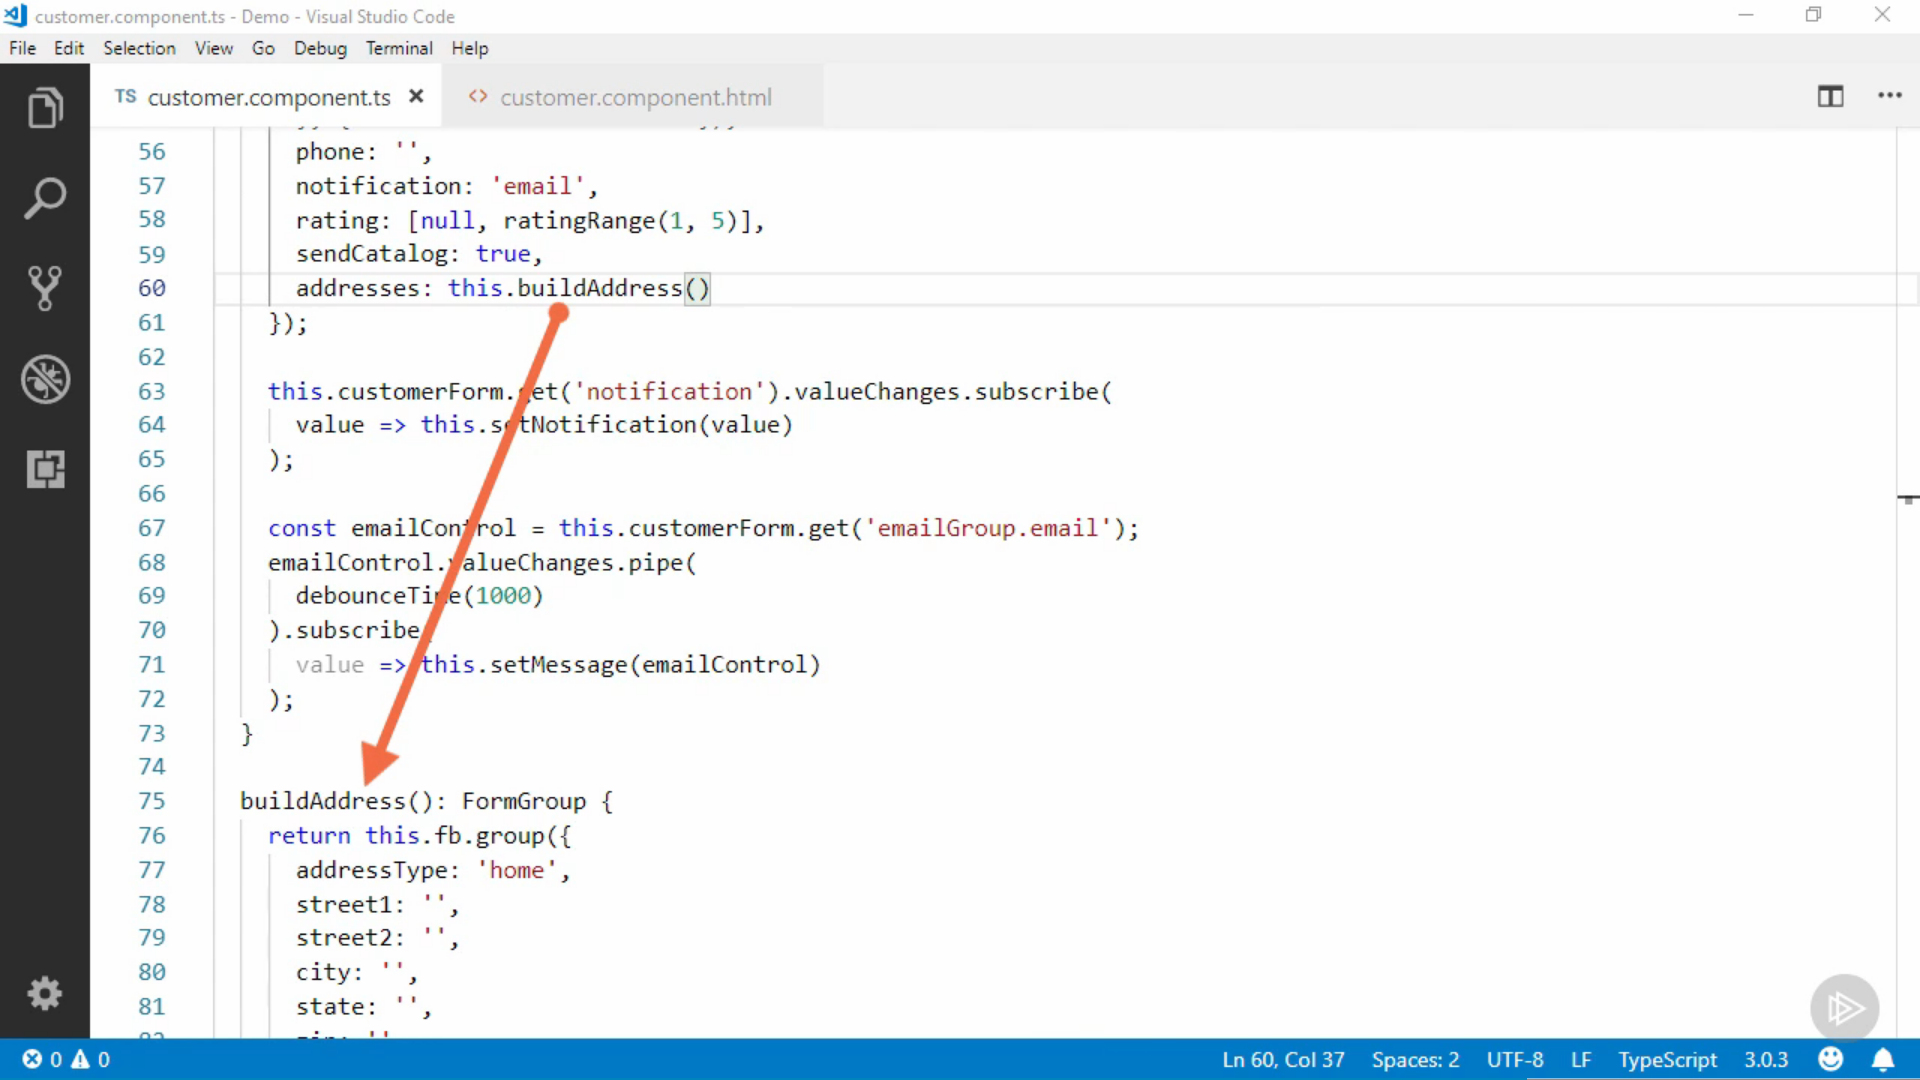 customer.component.ts - Demo - Visual Studio Code
File Edit Selection View Go Debug Terminal Help
TS customer.component.ts × <> customer.component.html
56 phone: '',
57 notification: 'email',
58 rating: [null, ratingRange(1, 5)],
59 sendCatalog: true,
60 addresses: this.buildAddress()
61 });
62
63 this.customerForm.get('notification').valueChanges.subscribe(
64 value => this.setNotification(value)
65 );
66
67 const emailControl = this.customerForm.get('emailGroup.email');
68 emailControl.valueChanges.pipe(
69 debounceTime(1000)
70 ).subscribe(
71 value => this.setMessage(emailControl)
72 );
73 }
74
75 buildAddress(): FormGroup {
76 return this.fb.group({
77 addressType: 'home',
78 street1: '',
79 street2: '',
80 city: '',
81 state: '',
0 0 Ln 60, Col 37 Spaces: 2 UTF-8 LF TypeScript 3.0.3